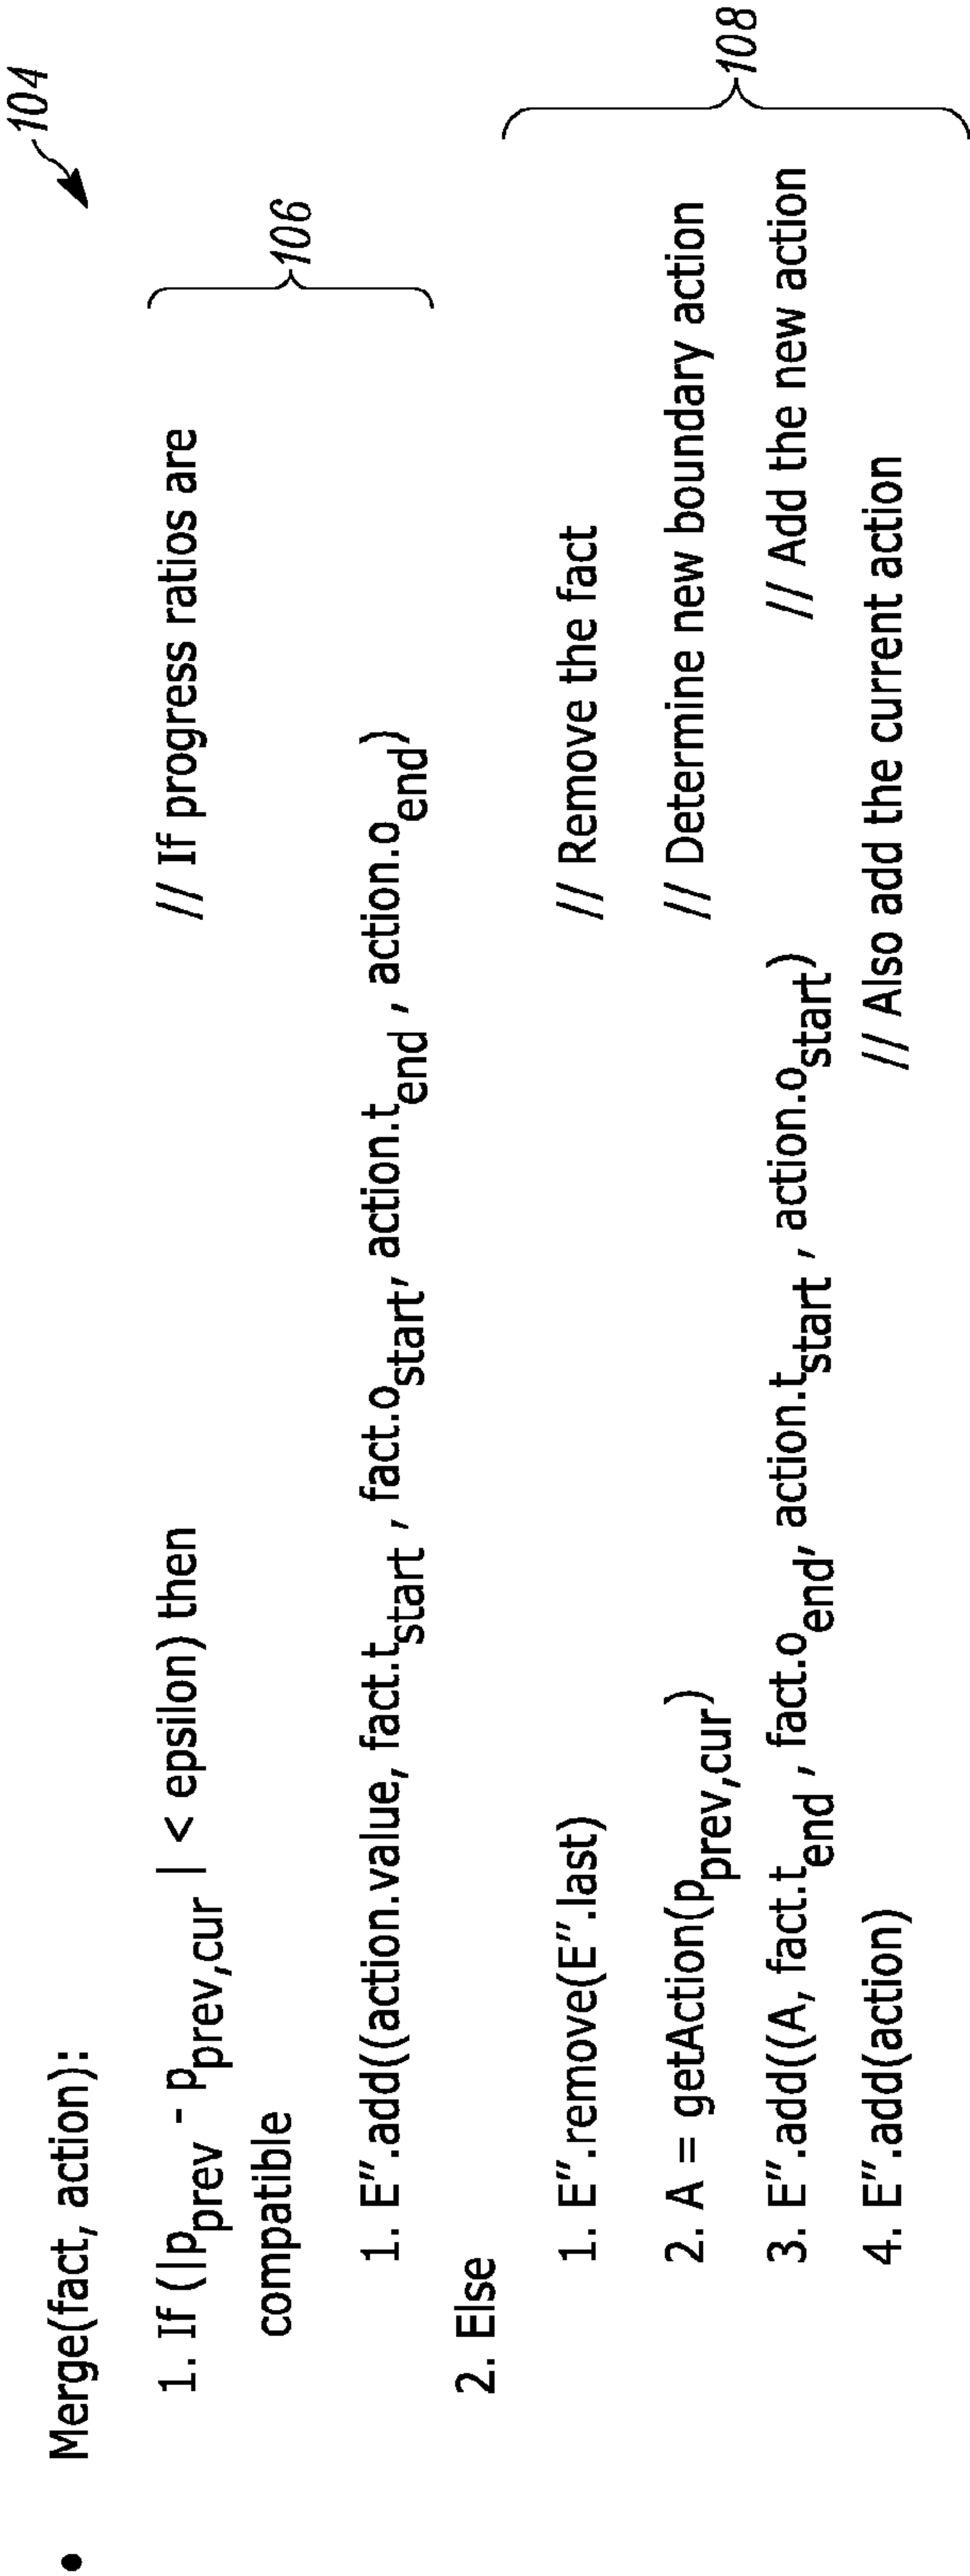 104
• Merge(fact, action):
1. If (|pprev - pprev,cur | < epsilon) then // If progress ratios are
compatible
106
1. E″.add((action.value, fact.tstart , fact.ostart, action.tend , action.oend)
2. Else
1. E″.remove(E″.last) // Remove the fact
2. A = getAction(pprev,cur) // Determine new boundary action
108
3. E″.add((A, fact.tend , fact.oend, action.tstart , action.ostart) // Add the new action
4. E″.add(action) // Also add the current action